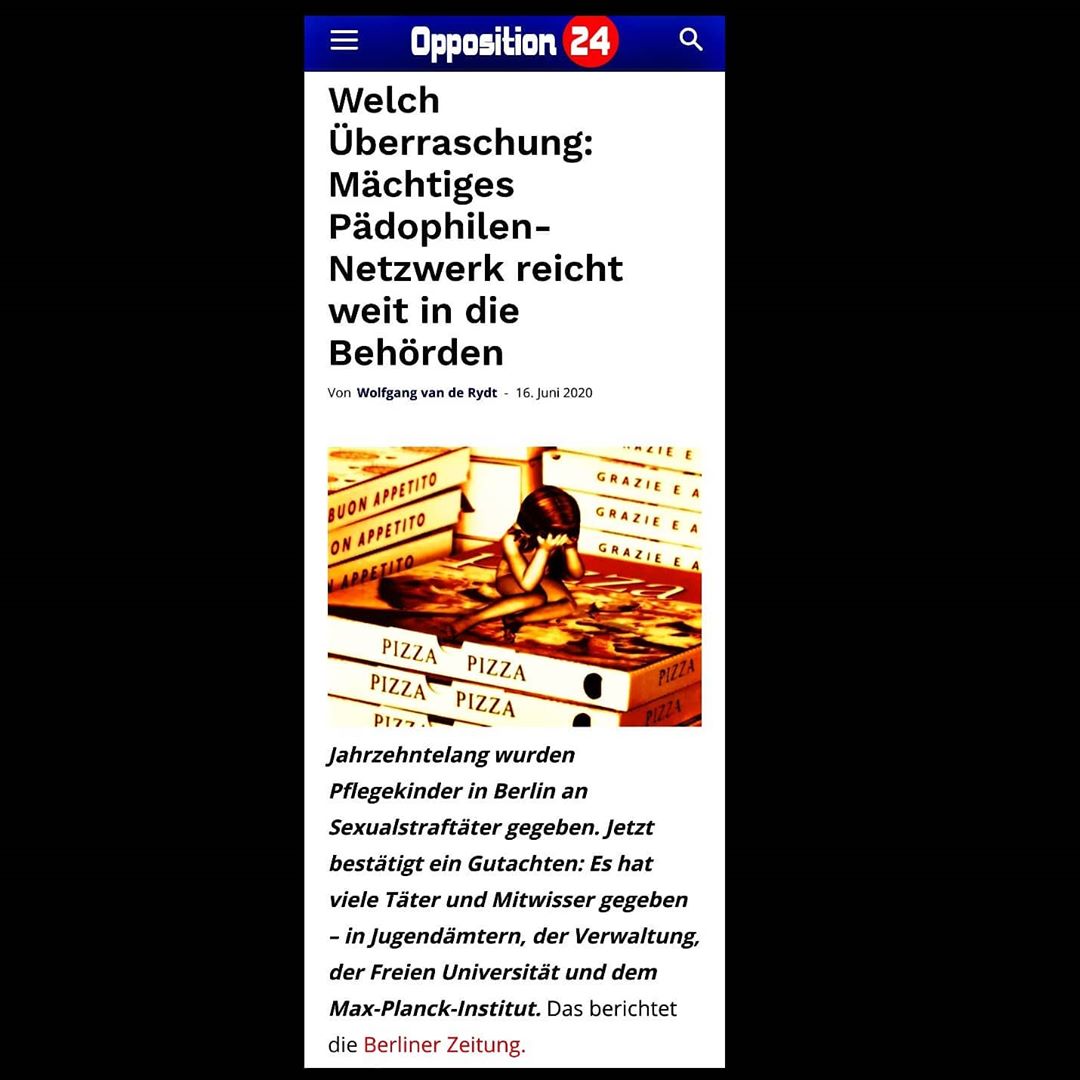 Opposition 24
Welch
Überraschung:
Mächtiges
Pädophilen-
Netzwerk reicht
weit in die
Behörden
Von Wolfgang van de Rydt - 16. Juni 2020
BUON APPETITO
ON APPETITO
APPETITO
GRAZIE E A
GRAZIE E A
GRAZIE E A
PIZZA PIZZA PIZZA
PIZZA PIZZA PIZZA
Jahrzehntelang wurden
Pflegekinder in Berlin an
Sexualstraftäter gegeben. Jetzt
bestätigt ein Gutachten: Es hat
viele Täter und Mitwisser gegeben
– in Jugendämtern, der Verwaltung,
der Freien Universität und dem
Max-Planck-Institut. Das berichtet
die Berliner Zeitung.